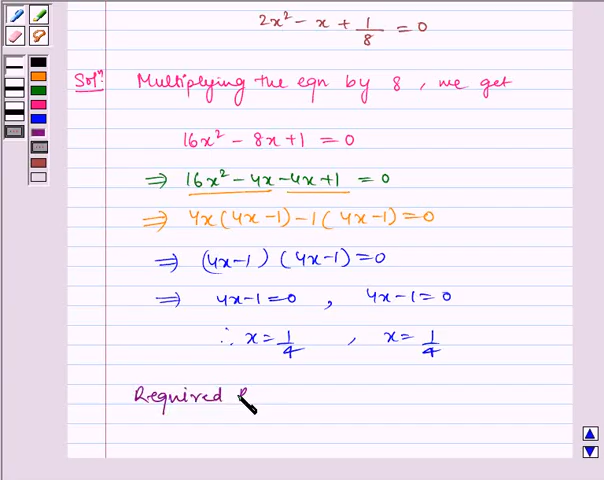 2x² - x + 1/8 = 0
Solⁿ. Multiplying the eqn by 8, we get
16x² - 8x + 1 = 0
⇒ 16x² - 4x - 4x + 1 = 0
⇒ 4x(4x-1) - 1(4x-1) = 0
⇒ (4x-1)(4x-1) = 0
⇒ 4x-1=0 , 4x-1=0
∴ x = 1/4 , x = 1/4
Required